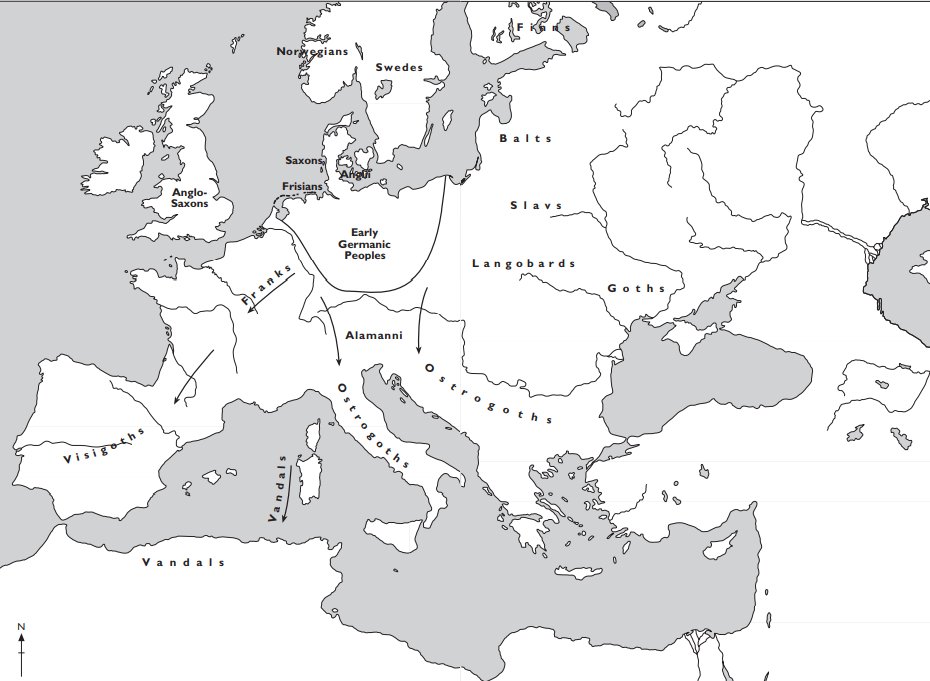 Finns
Norwegians
Swedes
Balts
Saxons
Angli
Frisians
Anglo-
Saxons
Slavs
Early
Germanic
Peoples
Langobards
Franks
Goths
Alamanni
Ostrogoths
Ostrogoths
Visigoths
Vandals
Vandals
N